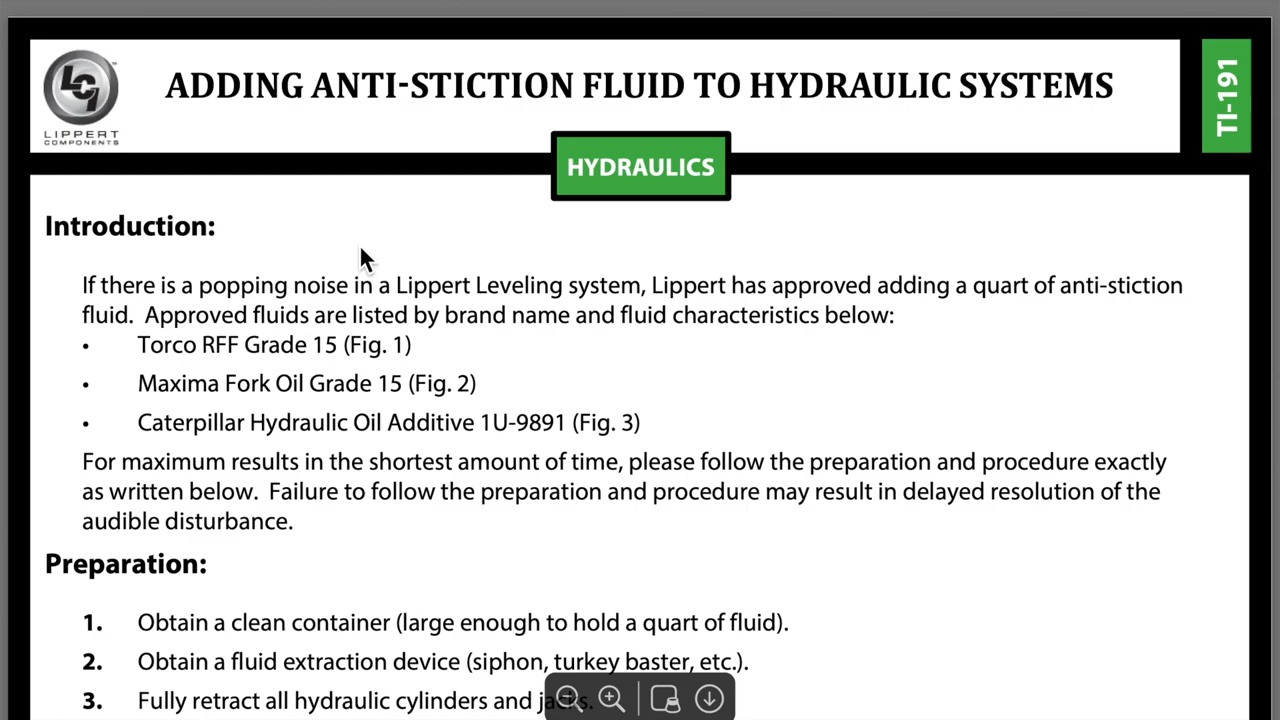 LIPPERT
COMPONENTS
ADDING ANTI-STICTION FLUID TO HYDRAULIC SYSTEMS
TI-191
HYDRAULICS
Introduction:
If there is a popping noise in a Lippert Leveling system, Lippert has approved adding a quart of anti-stiction
fluid.  Approved fluids are listed by brand name and fluid characteristics below:
• Torco RFF Grade 15 (Fig. 1)
• Maxima Fork Oil Grade 15 (Fig. 2)
• Caterpillar Hydraulic Oil Additive 1U-9891 (Fig. 3)
For maximum results in the shortest amount of time, please follow the preparation and procedure exactly
as written below.  Failure to follow the preparation and procedure may result in delayed resolution of the
audible disturbance.
Preparation:
1. Obtain a clean container (large enough to hold a quart of fluid).
2. Obtain a fluid extraction device (siphon, turkey baster, etc.).
3. Fully retract all hydraulic cylinders and jacks.